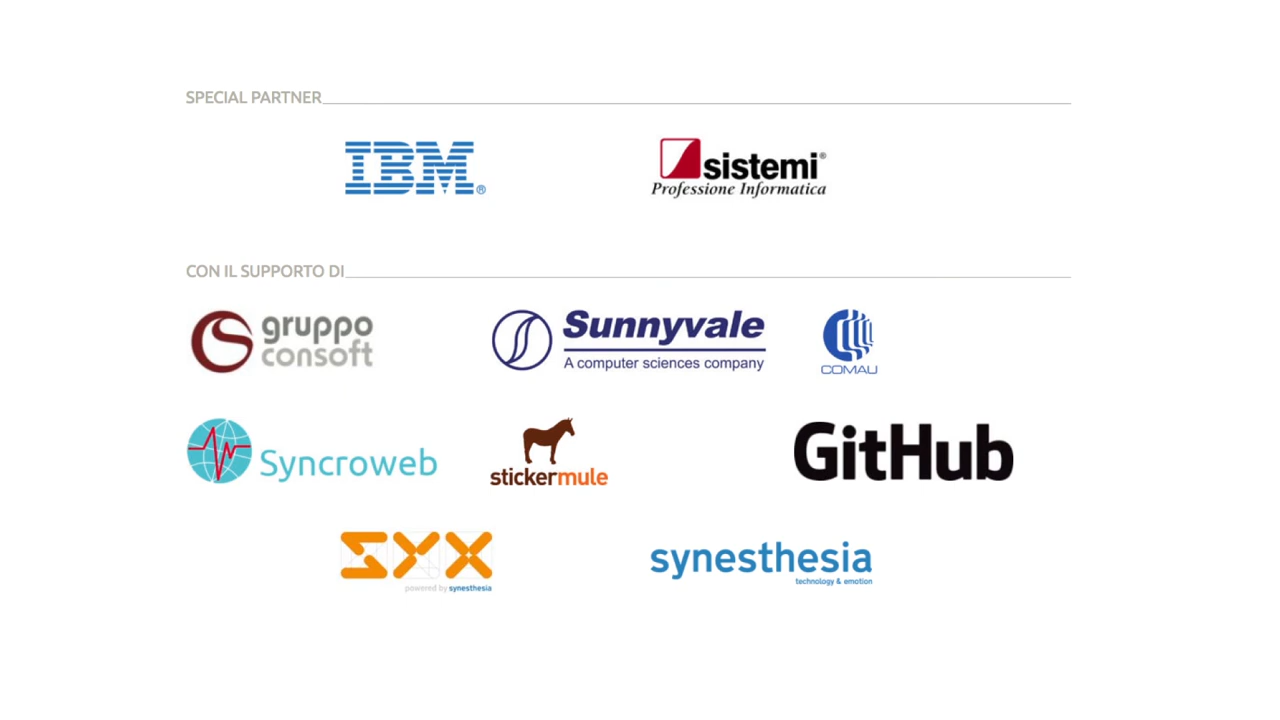 SPECIAL PARTNER
IBM®
sistemi®
Professione Informatica
CON IL SUPPORTO DI
gruppo
consoft
Sunnyvale
A computer sciences company
COMAU
Syncroweb
stickermule
GitHub
SYX
powered by synesthesia
synesthesia
technology & emotion